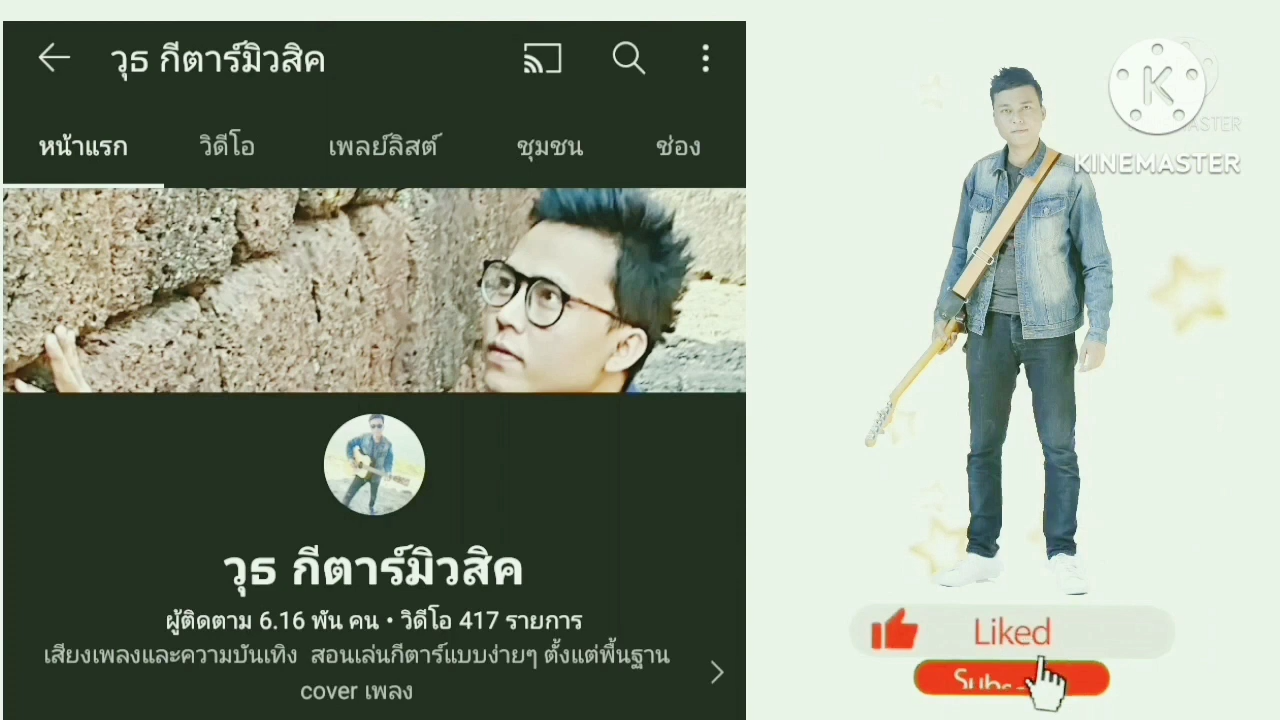 วุธ กีตาร์มิวสิค
หน้าแรก วิดีโอ เพลย์ลิสต์ ชุมชน ช่อง
วุธ กีตาร์มิวสิค
ผู้ติดตาม 6.16 พัน คน • วิดีโอ 417 รายการ
เสียงเพลงและความบันเทิง สอนเล่นกีตาร์แบบง่ายๆ ตั้งแต่พื้นฐาน
cover เพลง
K
KINEMASTER
Liked